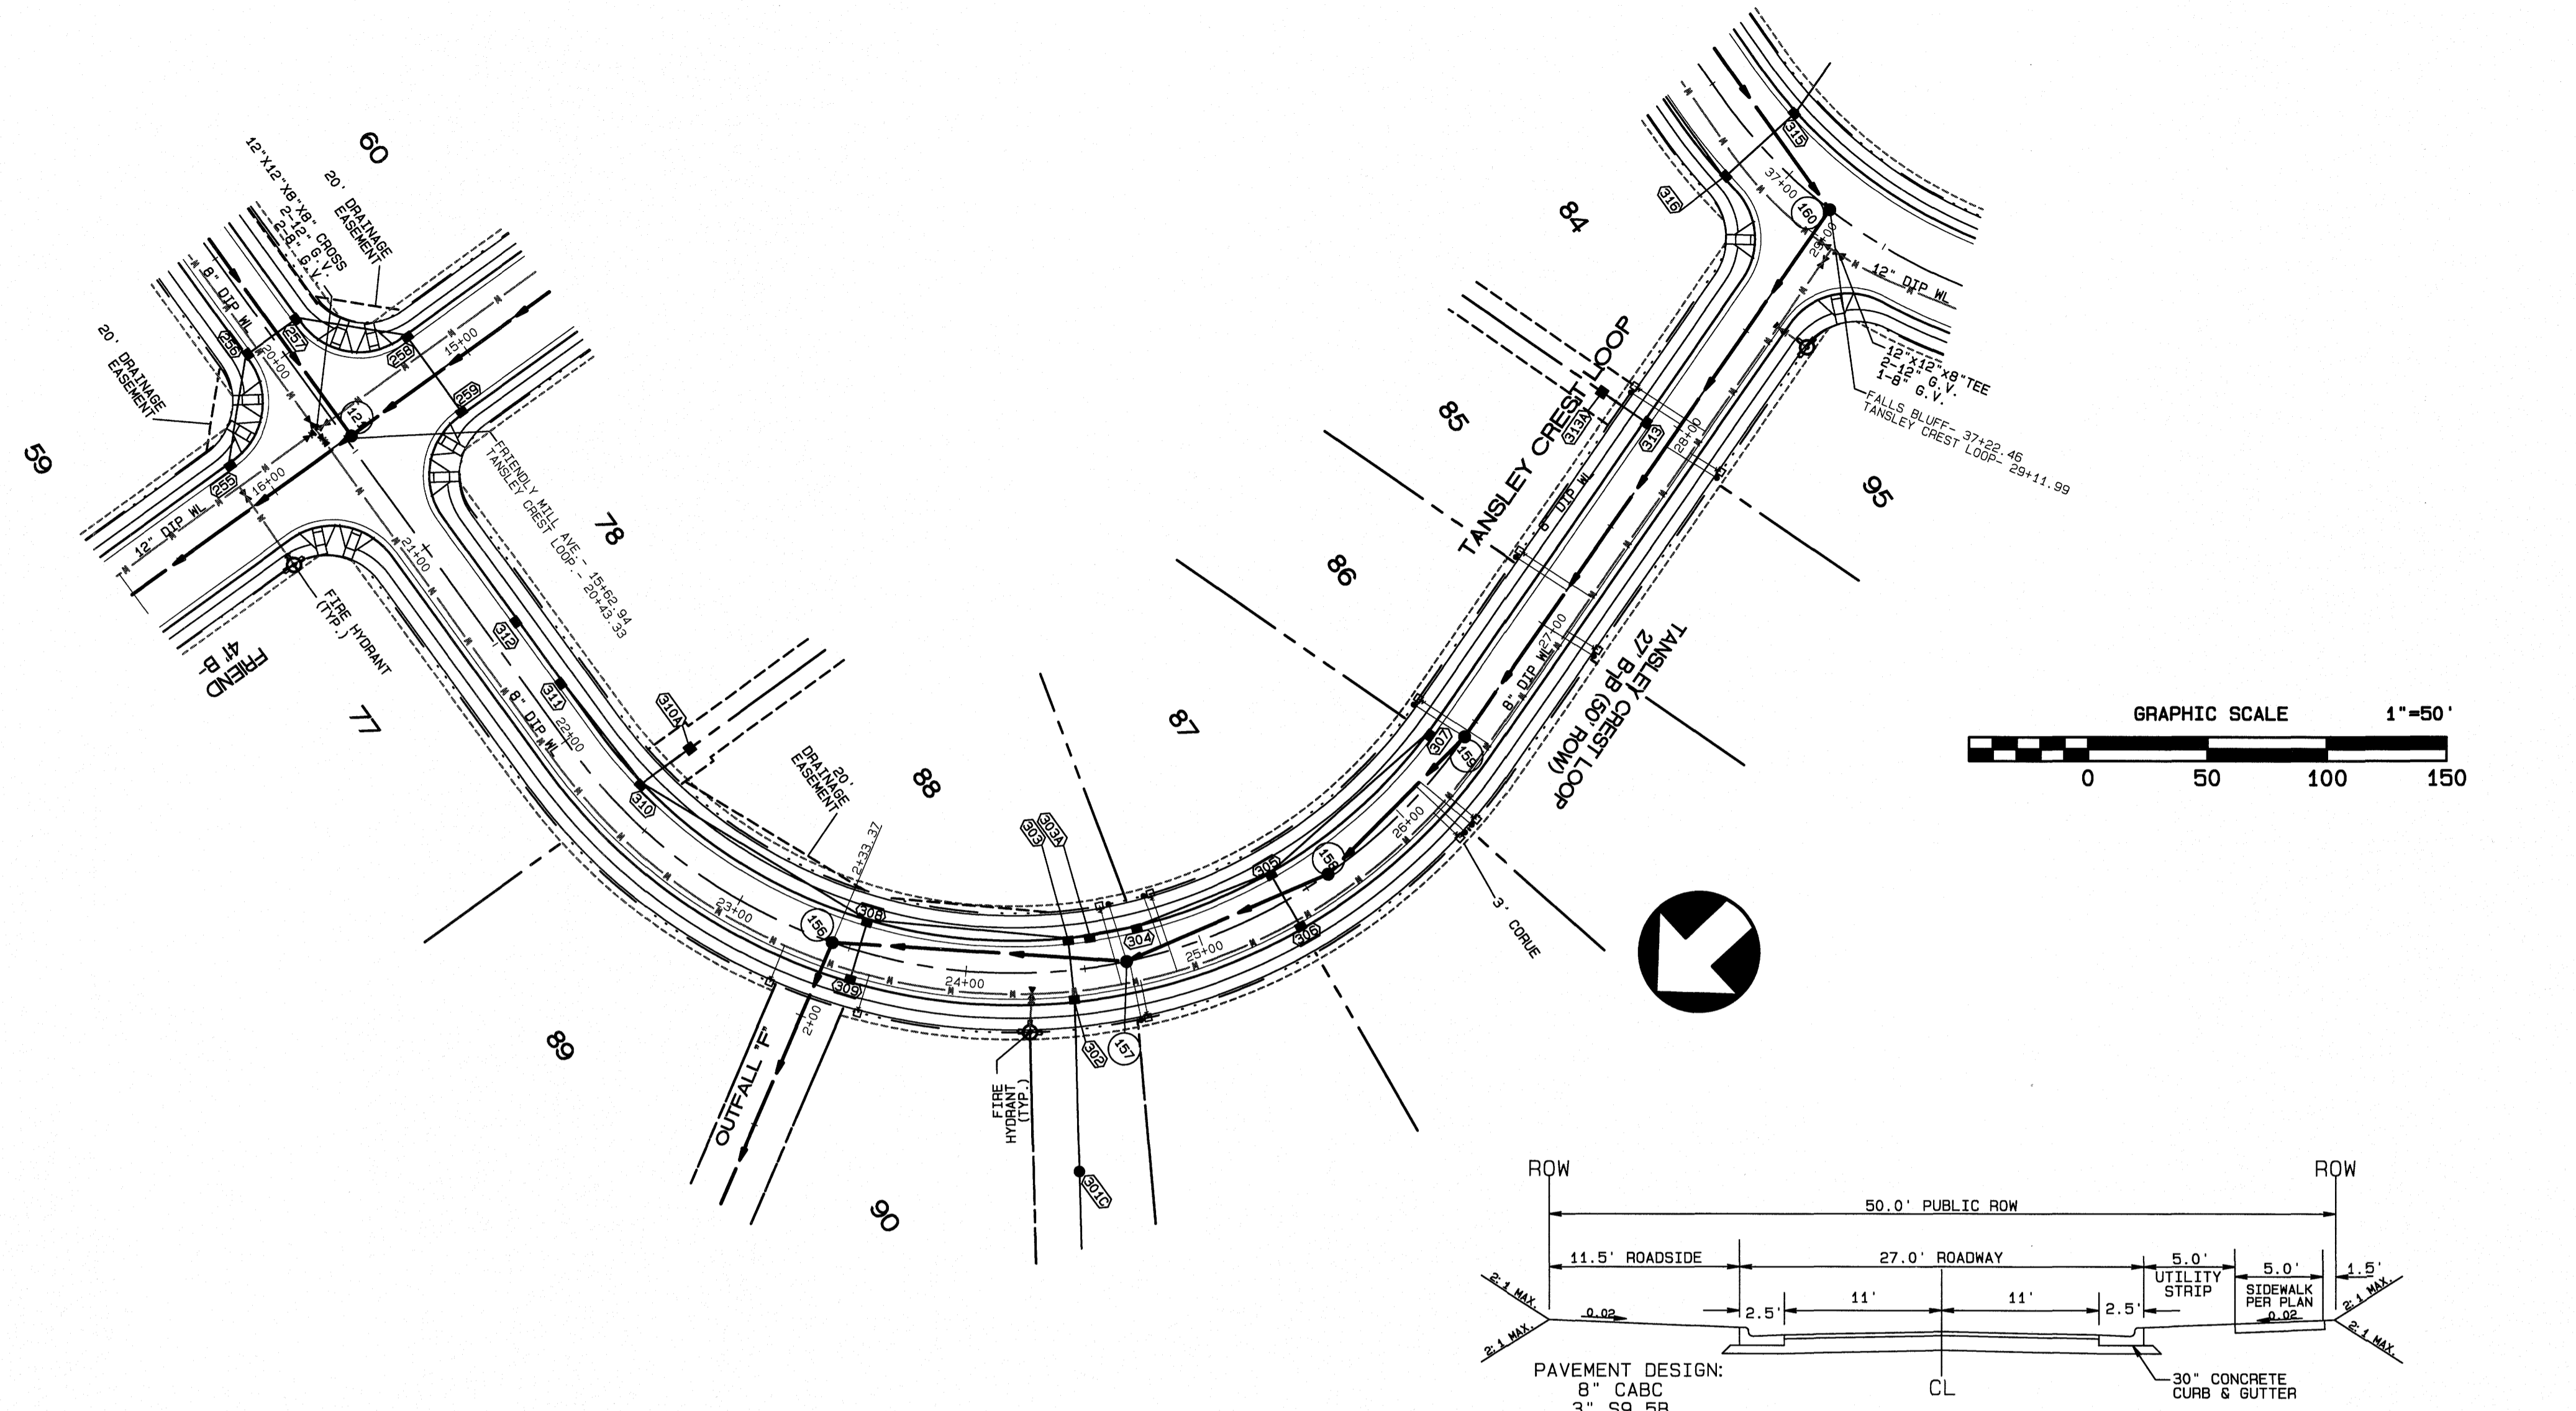 60
12"X12"X8"X8" CROSS
2-12" G.V.
2-8" G.V.
20' DRAINAGE
EASEMENT
20' DRAINAGE
EASEMENT
8" DIP WL
256
257
258
259
20+00
15+00
59
255
16+00
12" DIP WL
FRIENDLY MILL AVE.- 15+62.94
TANSLEY CREST LOOP.- 20+43.33
78
21+00
FIRE HYDRANT
(TYP.)
FRIEND
41' B-
77
312
311
8" DIP WL
22+00
310A
310
20'
DRAINAGE
EASEMENT
88
2+33.37
23+00
156
308
309
2+00
24+00
303
303A
304
87
305
306
158
25+00
302
157
FIRE
HYDRANT
(TYP.)
301C
OUTFALL "F"
89
90
3' CORUE
26+00
159
307
8" DIP WL
27+00
TANSLEY CREST LOOP
27' B-B (50' ROW)
86
85
84
TANSLEY CREST LOOP
DIP WL
313A
313
28+00
95
316
315
37+00
160
29+00
12" DIP WL
12"X12"X8"TEE
2-12" G.V.
1-8" G.V.
FALLS BLUFF- 37+22.46
TANSLEY CREST LOOP- 29+11.99
GRAPHIC SCALE 1"=50'
0 50 100 150
ROW ROW
50.0' PUBLIC ROW
11.5' ROADSIDE 27.0' ROADWAY 5.0' UTILITY STRIP 5.0' SIDEWALK PER PLAN 1.5'
2:1 MAX. 0.02 2.5' 11' 11' 2.5' 0.02 2:1 MAX.
2:1 MAX. 2:1 MAX.
PAVEMENT DESIGN:
8" CABC
3" S9.5B
CL
30" CONCRETE
CURB & GUTTER